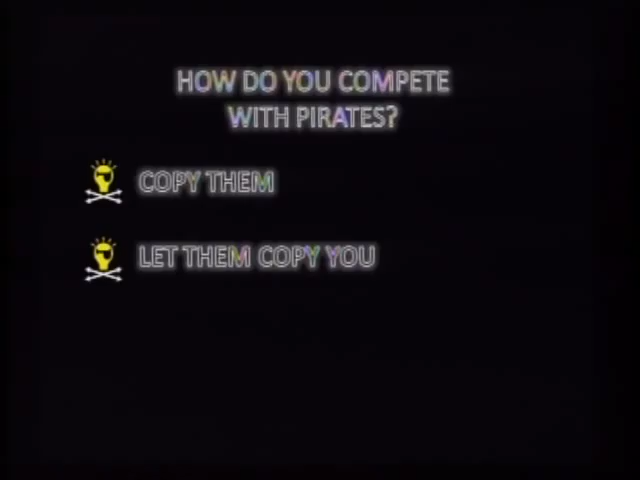 HOW DO YOU COMPETE
WITH PIRATES?
COPY THEM
LET THEM COPY YOU